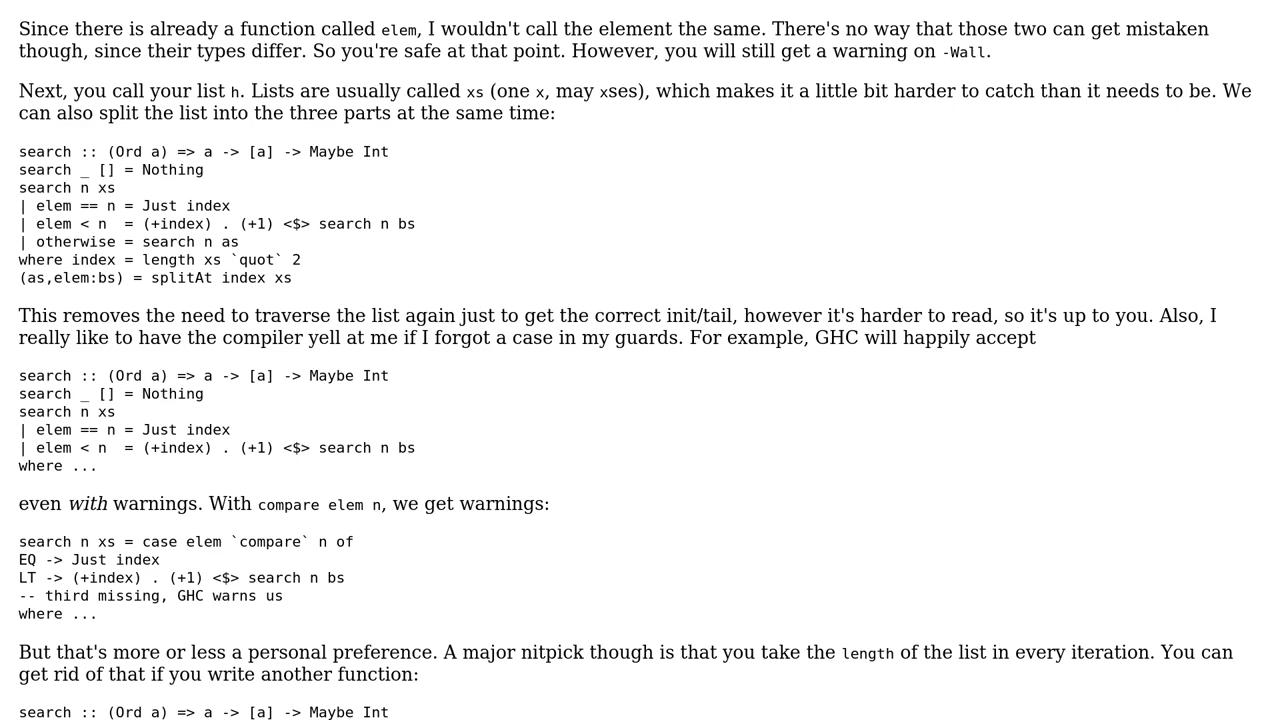 Since there is already a function called elem, I wouldn't call the element the same. There's no way that those two can get mistaken
though, since their types differ. So you're safe at that point. However, you will still get a warning on -Wall.
Next, you call your list h. Lists are usually called xs (one x, may xses), which makes it a little bit harder to catch than it needs to be. We
can also split the list into the three parts at the same time:
search :: (Ord a) => a -> [a] -> Maybe Int
search _ [] = Nothing
search n xs
| elem == n = Just index
| elem < n  = (+index) . (+1) <$> search n bs
| otherwise = search n as
where index = length xs `quot` 2
(as,elem:bs) = splitAt index xs
This removes the need to traverse the list again just to get the correct init/tail, however it's harder to read, so it's up to you. Also, I
really like to have the compiler yell at me if I forgot a case in my guards. For example, GHC will happily accept
search :: (Ord a) => a -> [a] -> Maybe Int
search _ [] = Nothing
search n xs
| elem == n = Just index
| elem < n  = (+index) . (+1) <$> search n bs
where ...
even with warnings. With compare elem n, we get warnings:
search n xs = case elem `compare` n of
EQ -> Just index
LT -> (+index) . (+1) <$> search n bs
-- third missing, GHC warns us
where ...
But that's more or less a personal preference. A major nitpick though is that you take the length of the list in every iteration. You can
get rid of that if you write another function:
search :: (Ord a) => a -> [a] -> Maybe Int